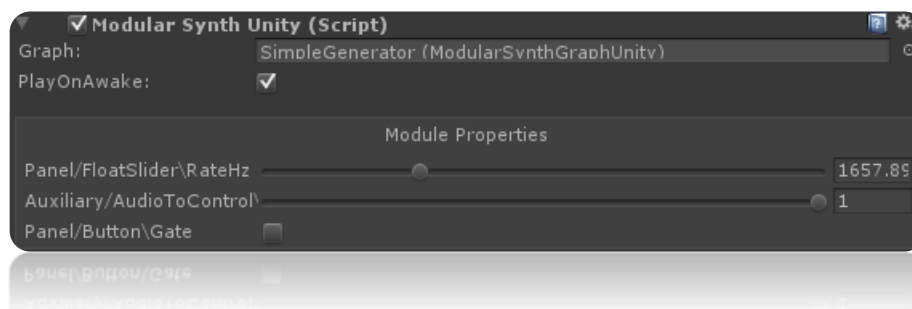 Modular Synth Unity (Script)
Graph: SimpleGenerator (ModularSynthGraphUnity)
PlayOnAwake:
Module Properties
Panel/FloatSlider\RateHz 1657.89
Auxiliary/AudioToControl\ 1
Panel/Button\Gate